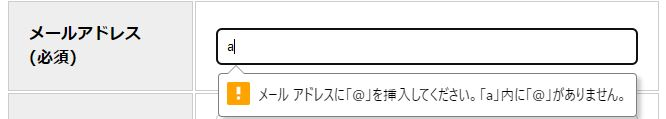 メールアドレス
(必須)
a
メール アドレスに「@」を挿入してください。「a」内に「@」がありません。